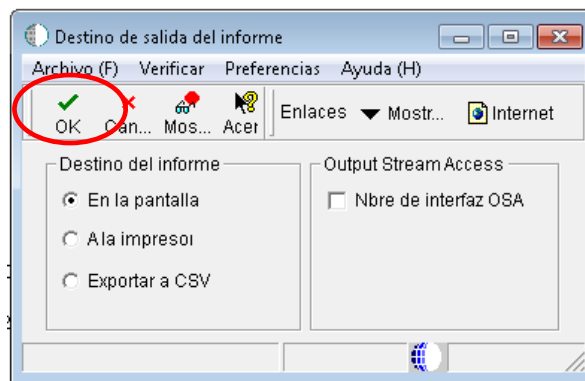 Destino de salida del informe
Archivo (F) Verificar Preferencias Ayuda (H)
OK Can... Mos... Acer Enlaces Mostr... Internet
Destino del informe Output Stream Access
En la pantalla Nbre de interfaz OSA
A la impresor
Exportar a CSV